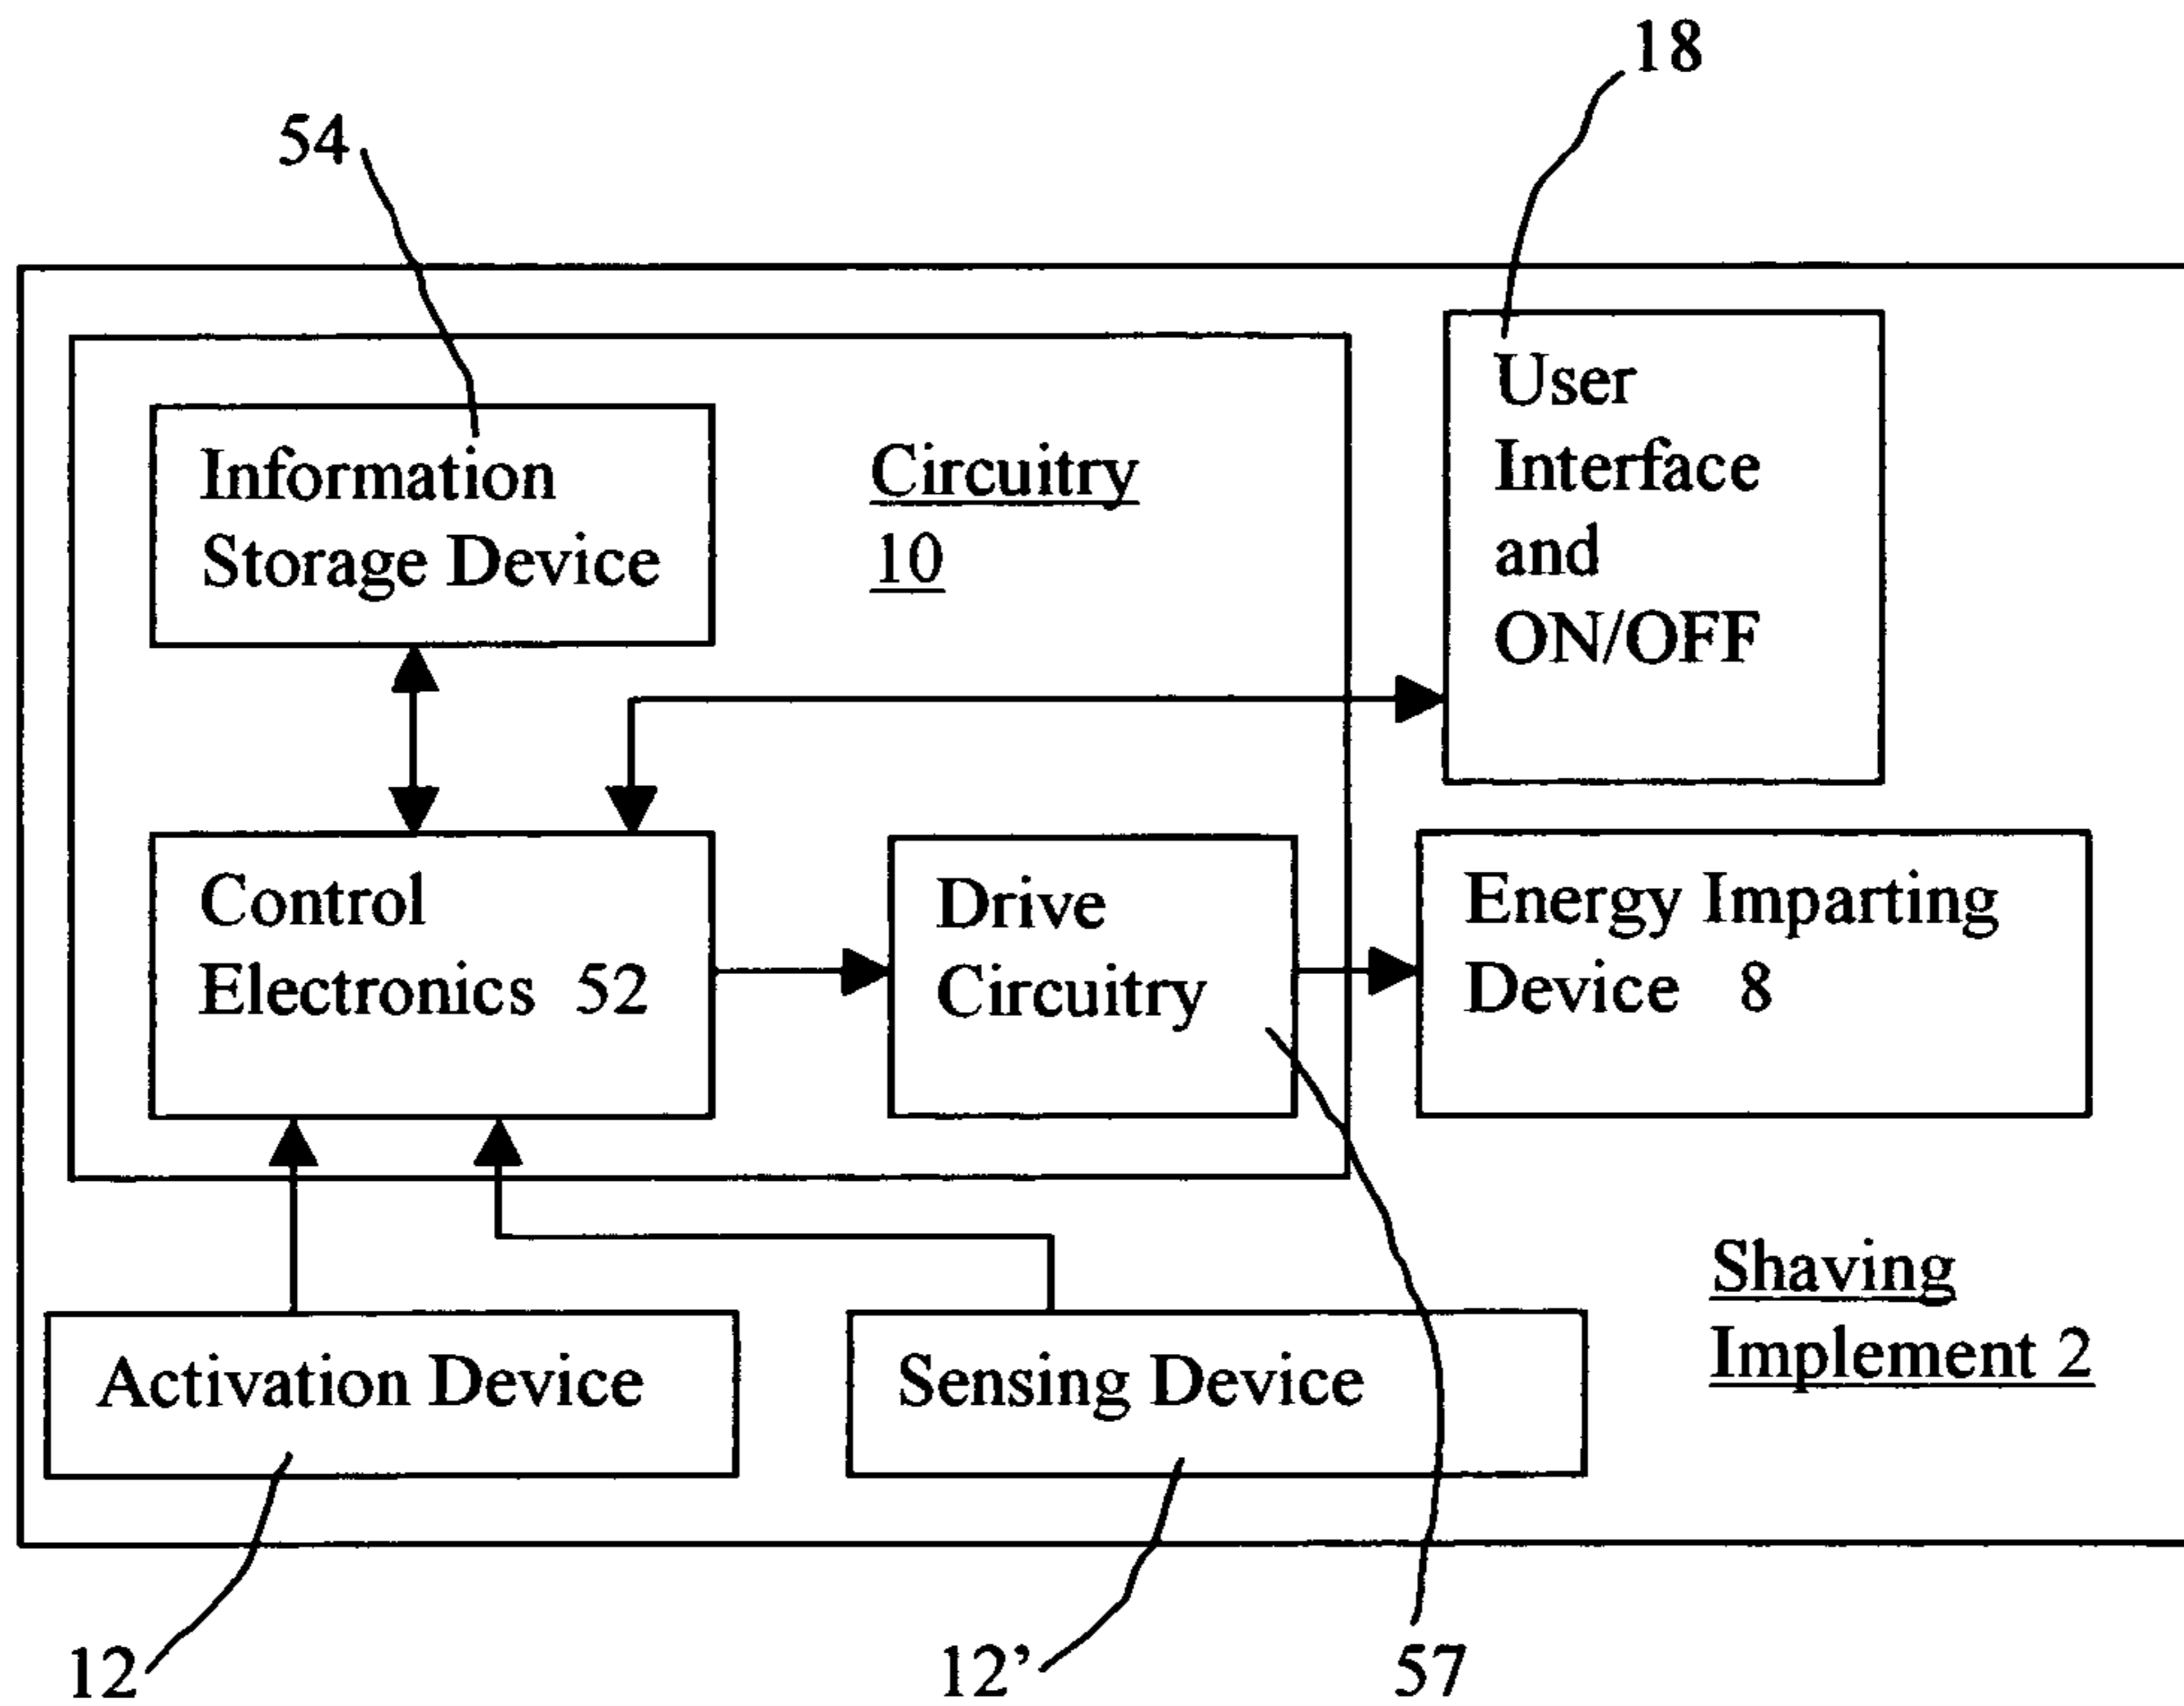 18
54
Information
Storage Device
Circuitry
10
User
Interface
and
ON/OFF
Control
Electronics 52
Drive
Circuitry
Energy Imparting
Device 8
Shaving
Implement 2
Activation Device
Sensing Device
12
12’
57